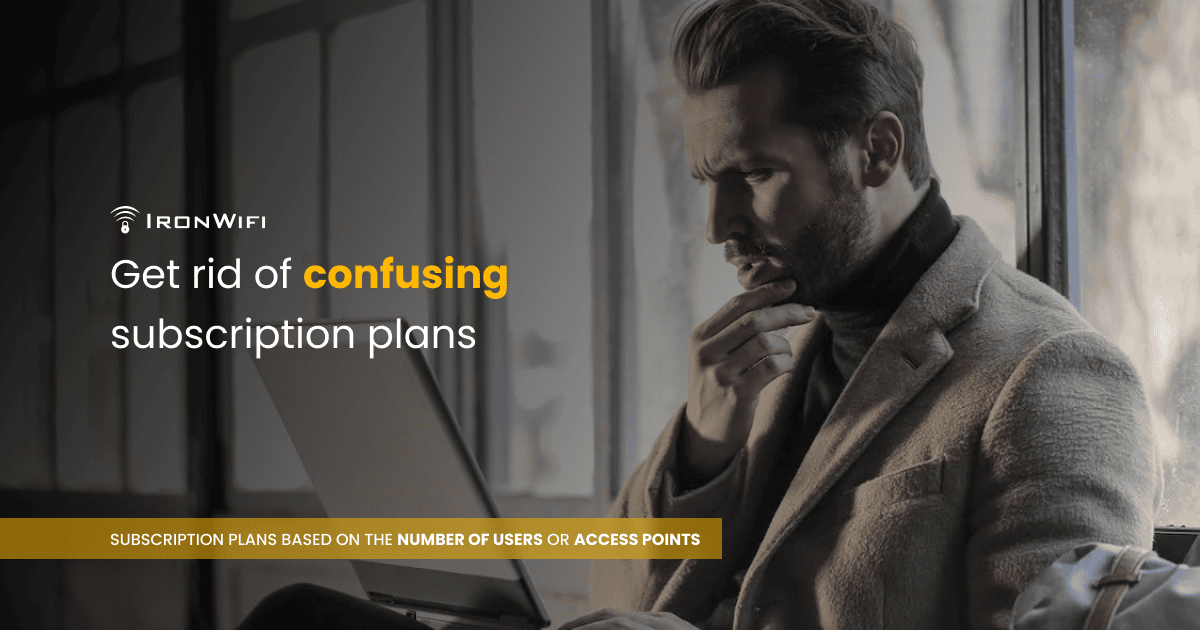 IRONWIFI
Get rid of confusing
subscription plans
SUBSCRIPTION PLANS BASED ON THE NUMBER OF USERS OR ACCESS POINTS